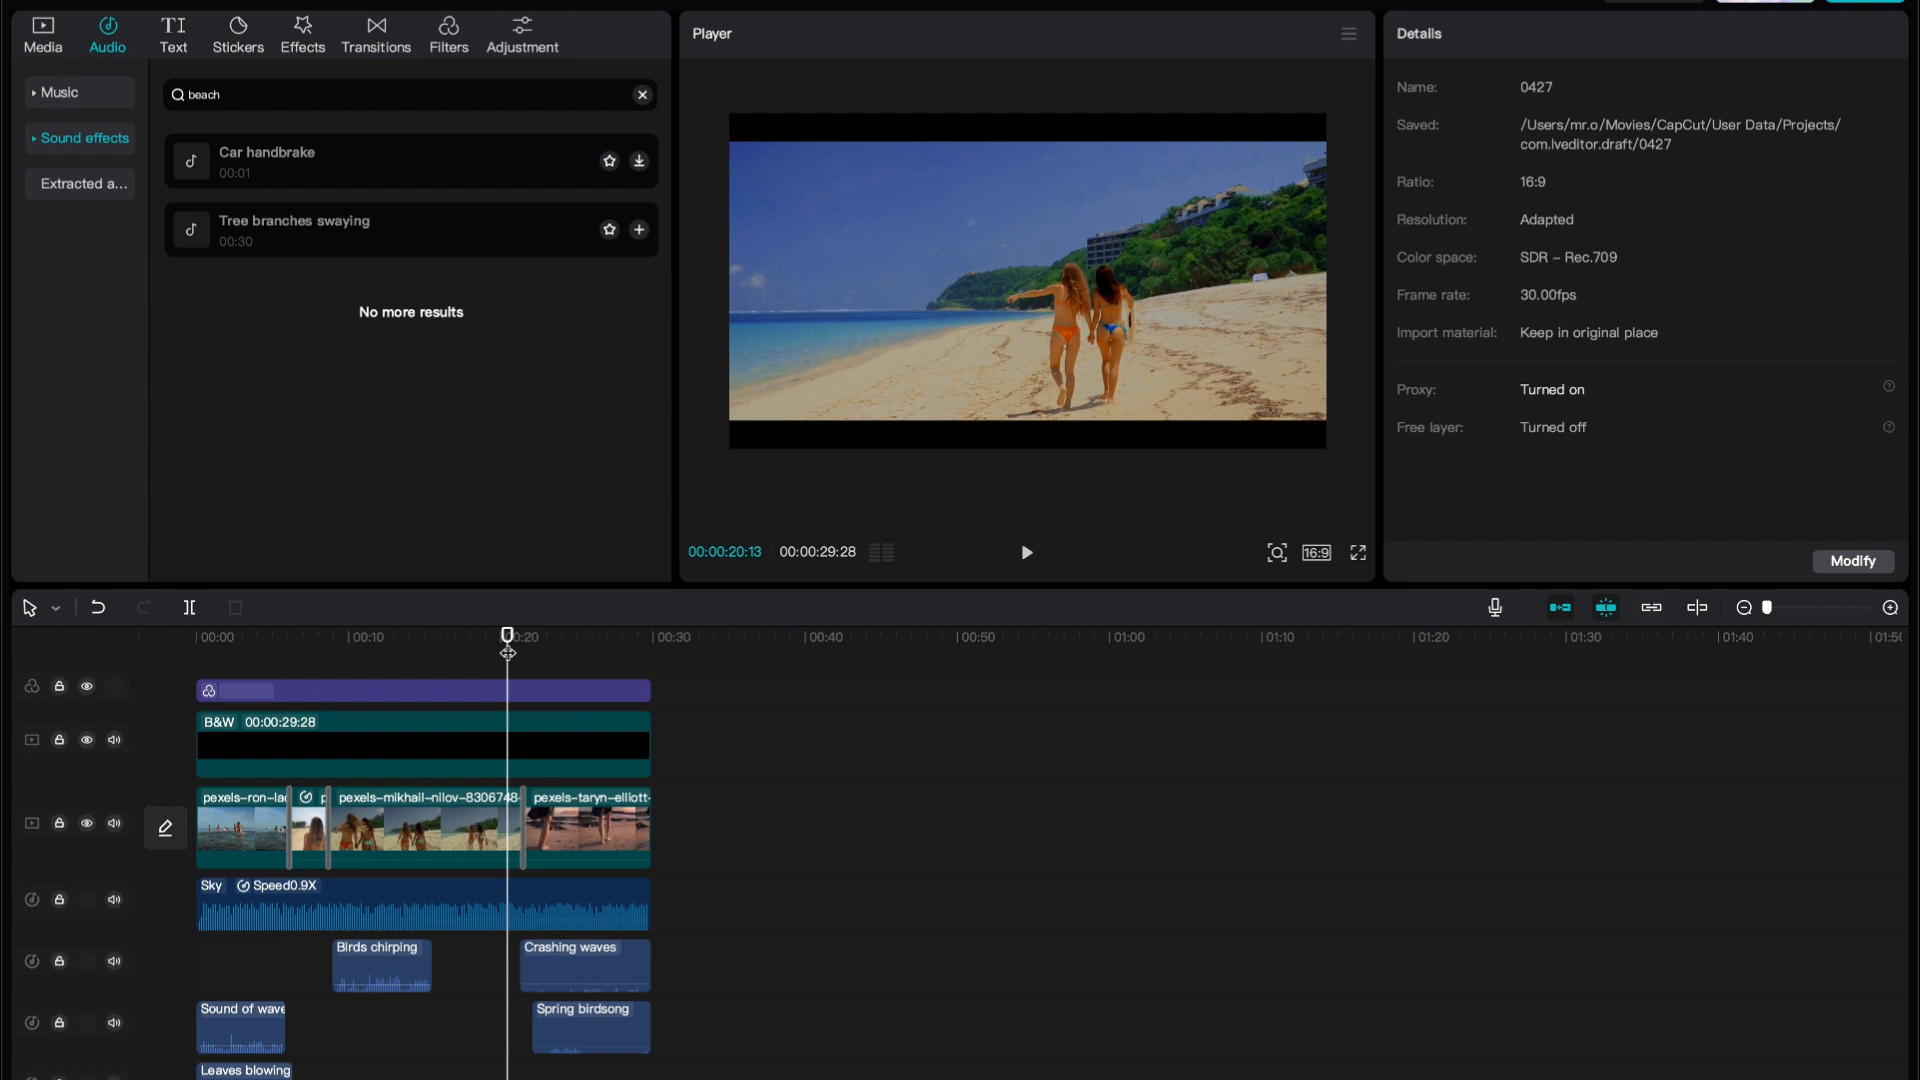 Media
Audio
Text
Stickers
Effects
Transitions
Filters
Adjustment
Music
Sound effects
Extracted a...
beach
Car handbrake
00:01
Tree branches swaying
00:30
No more results
Player
00:00:20:13
00:00:29:28
16:9
Details
Name:
0427
Saved:
/Users/mr.o/Movies/CapCut/User Data/Projects/
com.lveditor.draft/0427
Ratio:
16:9
Resolution:
Adapted
Color space:
SDR – Rec.709
Frame rate:
30.00fps
Import material:
Keep in original place
Proxy:
Turned on
Free layer:
Turned off
Modify
00:00
00:10
00:20
00:30
00:40
00:50
01:00
01:10
01:20
01:30
01:40
01:50
B&W 00:00:29:28
pexels-ron-la
p
pexels-mikhail-nilov-8306748-
pexels-taryn-elliott-
Sky
Speed0.9X
Birds chirping
Crashing waves
Sound of wave
Spring birdsong
Leaves blowing